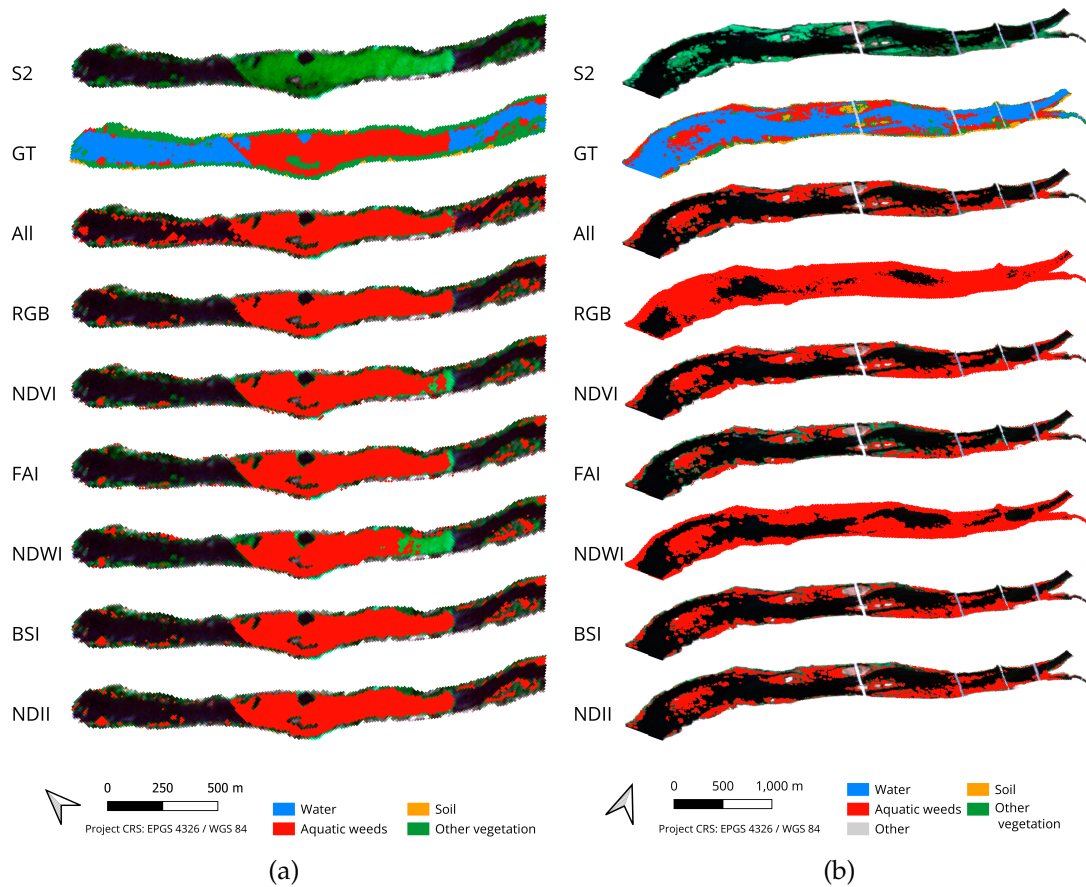 S2
GT
All
RGB
NDVI
FAI
NDWI
BSI
NDII
0 250 500 m
Project CRS: EPGS 4326 / WGS 84
Water
Soil
Aquatic weeds
Other vegetation
(a)
S2
GT
All
RGB
NDVI
FAI
NDWI
BSI
NDII
0 500 1,000 m
Project CRS: EPGS 4326 / WGS 84
Water
Soil
Aquatic weeds
Other
vegetation
Other
(b)